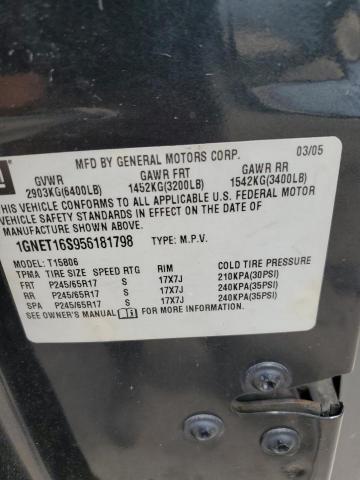 MFD BY GENERAL MOTORS CORP. 03/05
GVWR GAWR FRT GAWR RR
2903KG(6400LB) 1452KG(3200LB) 1542KG(3400LB)
THIS VEHICLE CONFORMS TO ALL APPLICABLE U.S. FEDERAL MOTOR
VEHICLE SAFETY STANDARDS IN EFFECT ON THE DATE OF
MANUFACTURE SHOWN ABOVE.
1GNET16S956181798 TYPE: M.P.V.
MODEL: T15806
TPMA TIRE SIZE SPEED RTG RIM COLD TIRE PRESSURE
FRT P245/65R17 S 17X7J 210KPA(30PSI)
RR P245/65R17 S 17X7J 240KPA(35PSI)
SPA P245/65R17 S 17X7J 240KPA(35PSI)
SEE OWNER'S MANUAL FOR MORE INFORMATION.